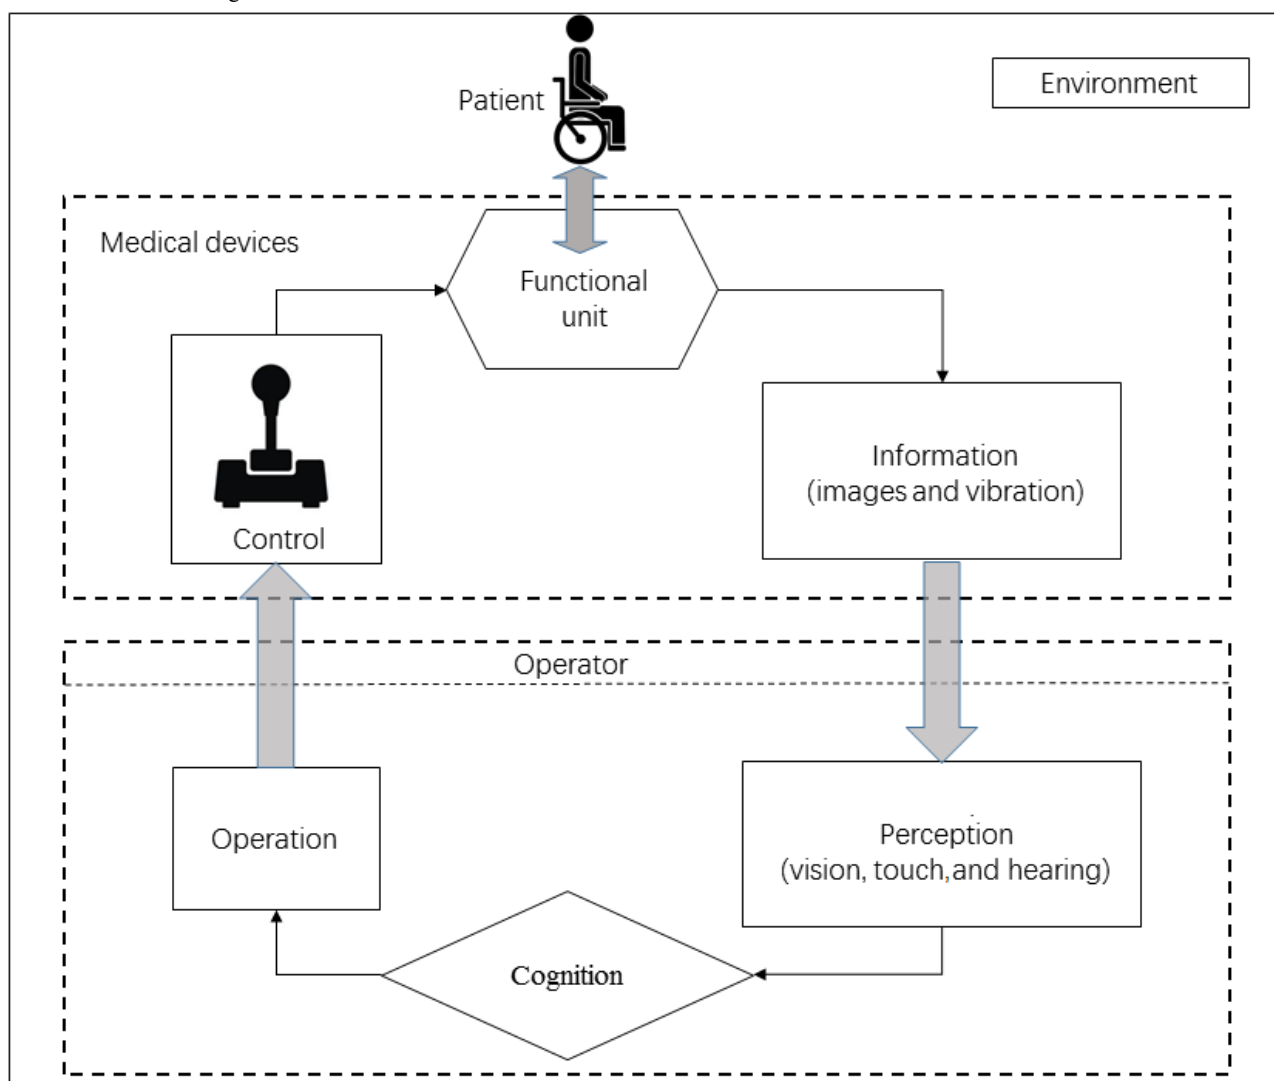 Patient
Environment
Medical devices
Functional
unit
Information
(images and vibration)
Control
Operator
Operation
Perception
(vision, touch, and hearing)
Cognition